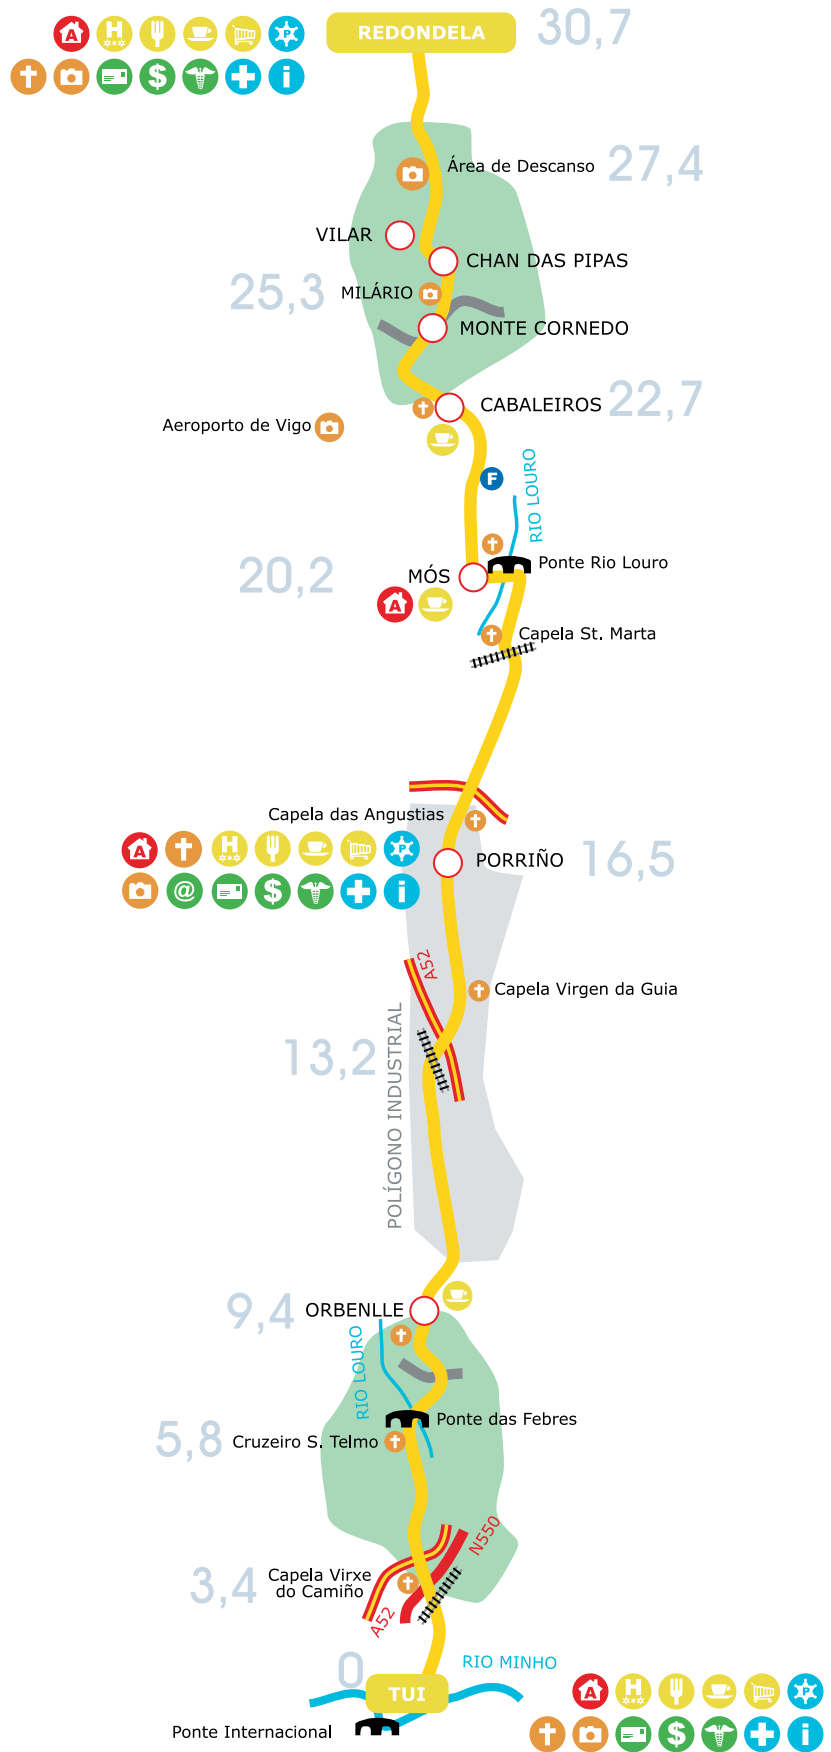 REDONDELA
30,7
Área de Descanso
27,4
VILAR
CHAN DAS PIPAS
25,3
MILÁRIO
MONTE CORNEDO
CABALEIROS
22,7
Aeroporto de Vigo
F
RIO LOURO
Ponte Rio Louro
20,2
MÓS
A
Capela St. Marta
Capela das Angustias
A
H
P
@
$
i
PORRIÑO
16,5
A52
Capela Virgen da Guia
13,2
POLÍGONO INDUSTRIAL
9,4
ORBENLLE
RIO LOURO
Ponte das Febres
5,8
Cruzeiro S. Telmo
N550
3,4
Capela Virxe
do Camiño
A52
0
RIO MINHO
TUI
Ponte Internacional
A
H
P
$
i
A
H
P
$
i